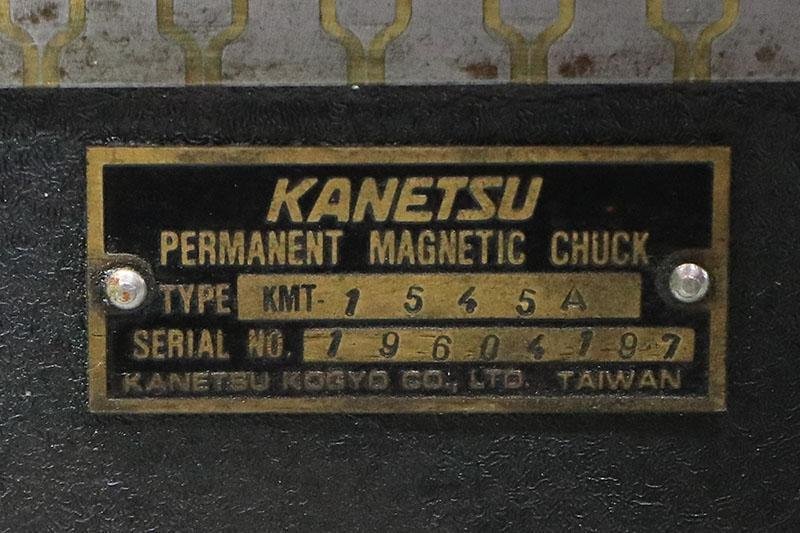 KANETSU
PERMANENT MAGNETIC CHUCK
TYPE KMT-1545A
SERIAL NO. 19604197
KANETSU KOGYO CO., LTD. TAIWAN